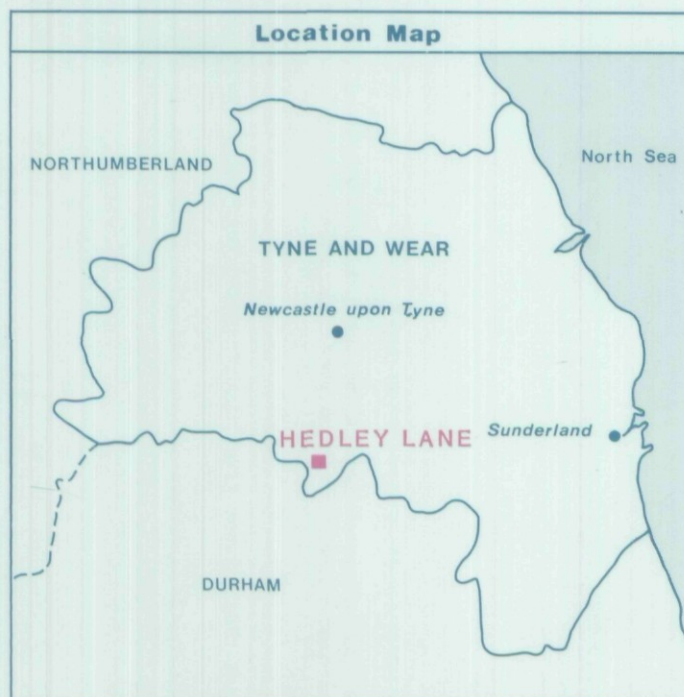 Location Map
NORTHUMBERLAND
North Sea
TYNE AND WEAR
Newcastle upon Tyne
HEDLEY LANE
Sunderland
DURHAM